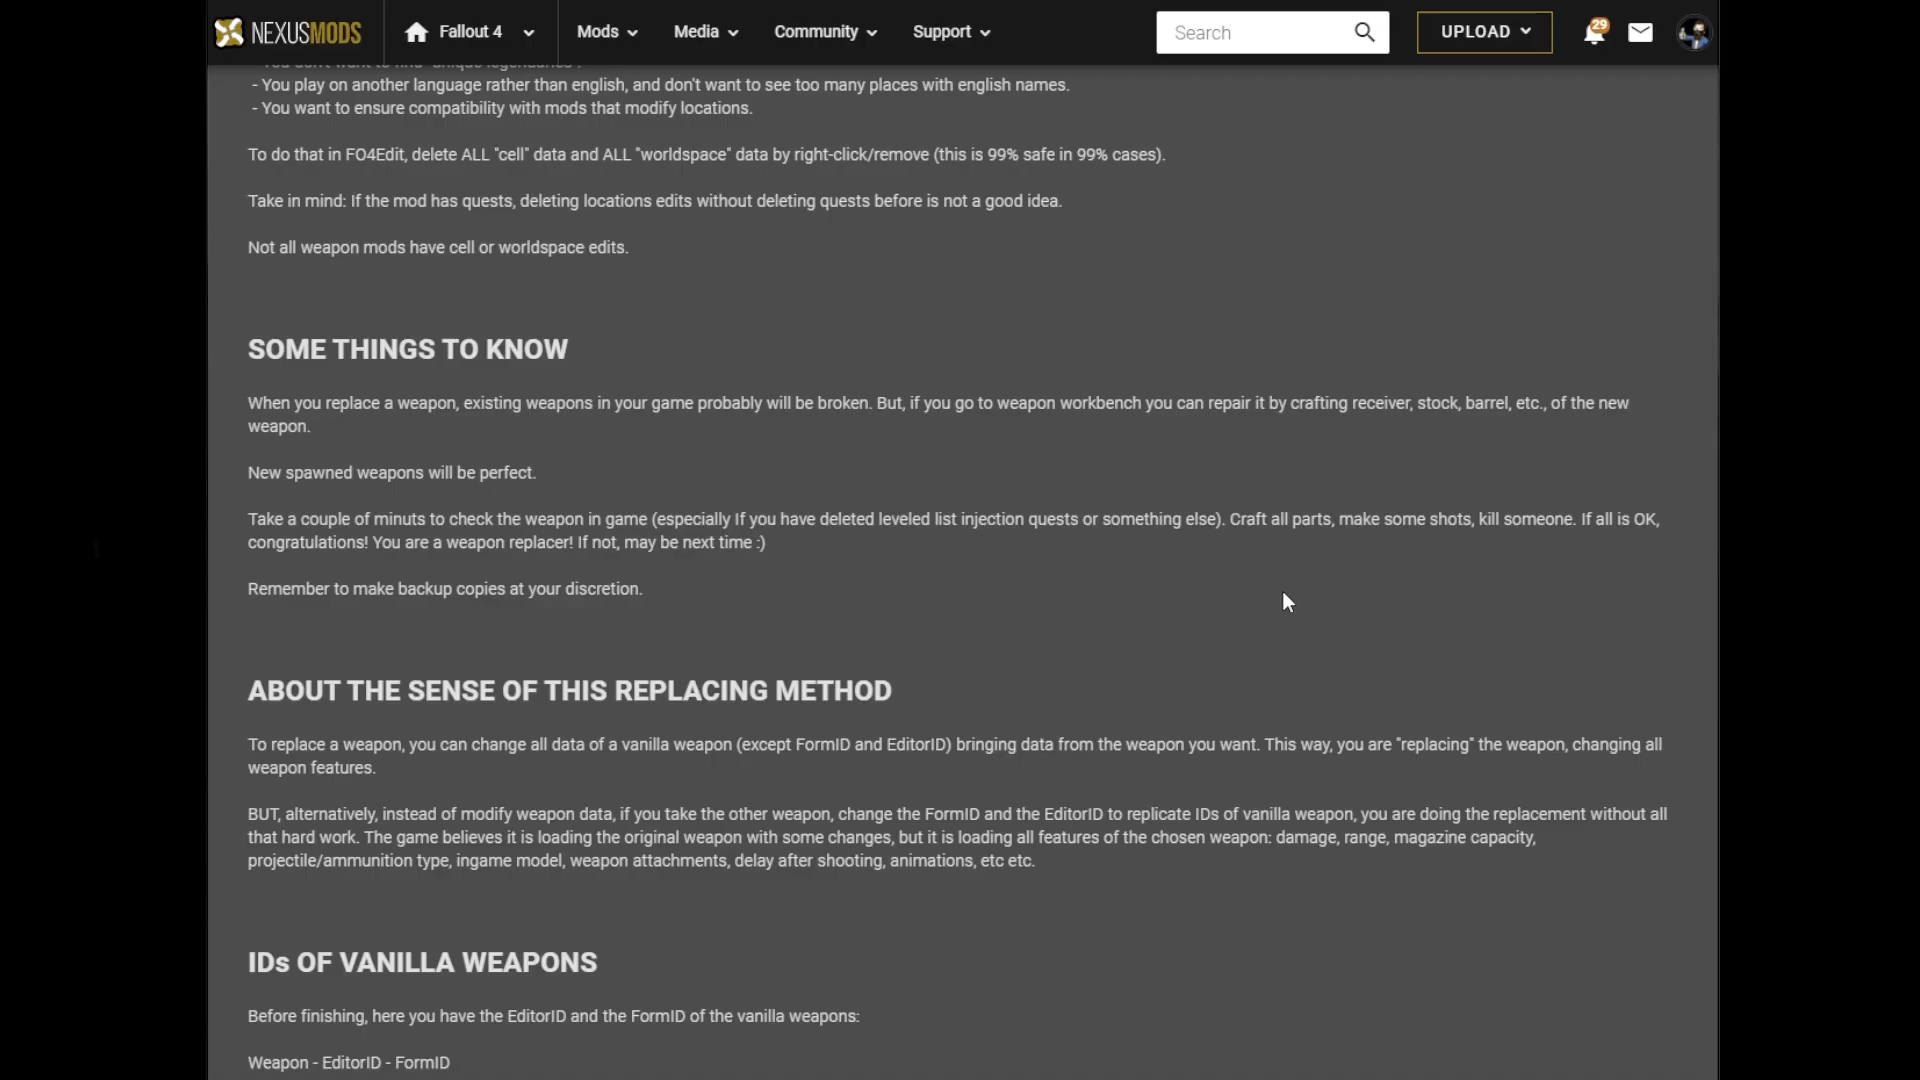 NEXUSMODS
Fallout 4
Mods
Media
Community
Support
Search
UPLOAD
29
- You don't want to find "unique legendaries".
- You play on another language rather than english, and don't want to see too many places with english names.
- You want to ensure compatibility with mods that modify locations.
To do that in FO4Edit, delete ALL "cell" data and ALL "worldspace" data by right-click/remove (this is 99% safe in 99% cases).
Take in mind: If the mod has quests, deleting locations edits without deleting quests before is not a good idea.
Not all weapon mods have cell or worldspace edits.
SOME THINGS TO KNOW
When you replace a weapon, existing weapons in your game probably will be broken. But, if you go to weapon workbench you can repair it by crafting receiver, stock, barrel, etc., of the new
weapon.
New spawned weapons will be perfect.
Take a couple of minuts to check the weapon in game (especially If you have deleted leveled list injection quests or something else). Craft all parts, make some shots, kill someone. If all is OK,
congratulations! You are a weapon replacer! If not, may be next time :)
Remember to make backup copies at your discretion.
ABOUT THE SENSE OF THIS REPLACING METHOD
To replace a weapon, you can change all data of a vanilla weapon (except FormID and EditorID) bringing data from the weapon you want. This way, you are "replacing" the weapon, changing all
weapon features.
BUT, alternatively, instead of modify weapon data, if you take the other weapon, change the FormID and the EditorID to replicate IDs of vanilla weapon, you are doing the replacement without all
that hard work. The game believes it is loading the original weapon with some changes, but it is loading all features of the chosen weapon: damage, range, magazine capacity,
projectile/ammunition type, ingame model, weapon attachments, delay after shooting, animations, etc etc.
IDs OF VANILLA WEAPONS
Before finishing, here you have the EditorID and the FormID of the vanilla weapons:
Weapon - EditorID - FormID